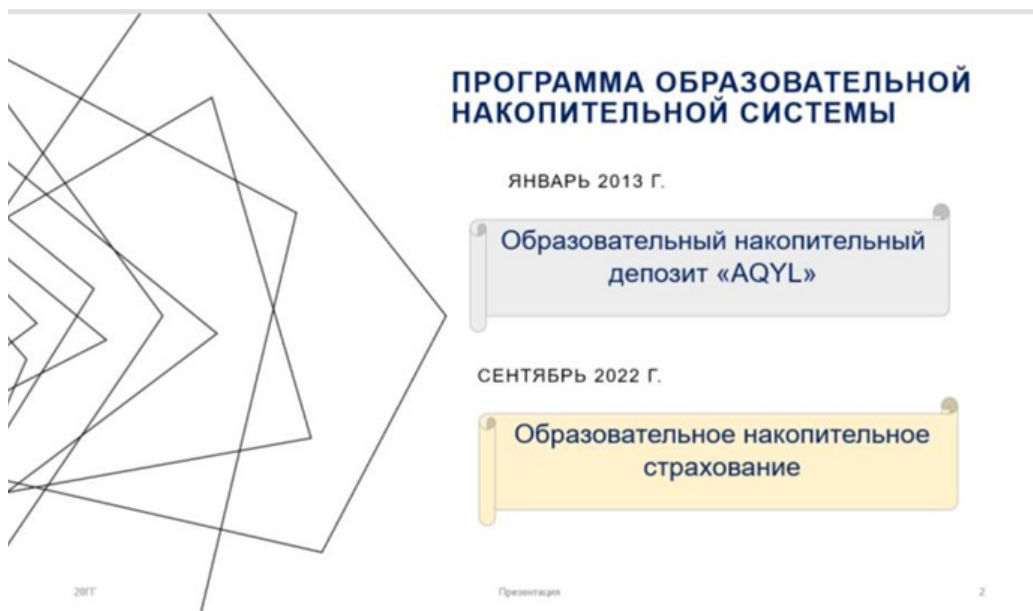 ПРОГРАММА ОБРАЗОВАТЕЛЬНОЙ
НАКОПИТЕЛЬНОЙ СИСТЕМЫ
ЯНВАРЬ 2013 Г.
Образовательный накопительный
депозит «AQYL»
СЕНТЯБРЬ 2022 Г.
Образовательное накопительное
страхование
Презентация
2